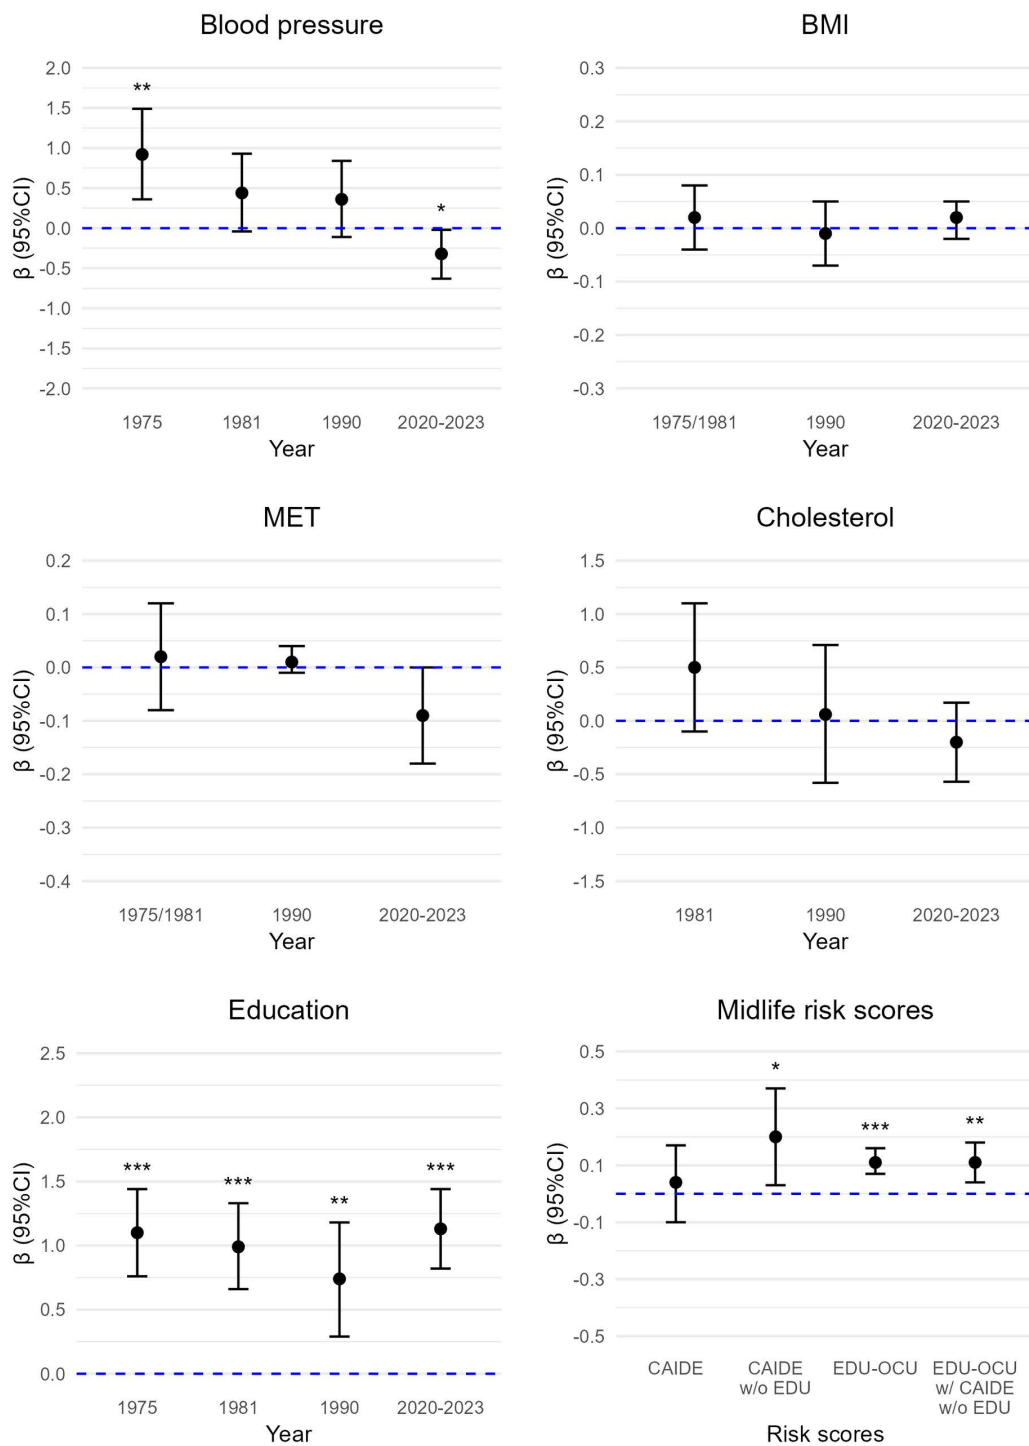 Blood pressure
2.0
**
1.5
1.0
0.5
*
0.0
-0.5
-1.0
-1.5
-2.0
β (95%CI)
1975 1981 1990 2020-2023
Year
BMI
0.3
0.2
0.1
0.0
-0.1
-0.2
-0.3
β (95%CI)
1975/1981 1990 2020-2023
Year
MET
0.2
0.1
0.0
-0.1
-0.2
-0.3
-0.4
β (95%CI)
1975/1981 1990 2020-2023
Year
Cholesterol
1.5
1.0
0.5
0.0
-0.5
-1.0
-1.5
β (95%CI)
1981 1990 2020-2023
Year
Education
2.5
2.0
*** *** ** ***
1.5
1.0
0.5
0.0
β (95%CI)
1975 1981 1990 2020-2023
Year
Midlife risk scores
0.5
* *** **
0.3
0.1
-0.1
-0.3
-0.5
β (95%CI)
CAIDE
CAIDE
w/o EDU
EDU-OCU
EDU-OCU
w/ CAIDE
w/o EDU
Risk scores